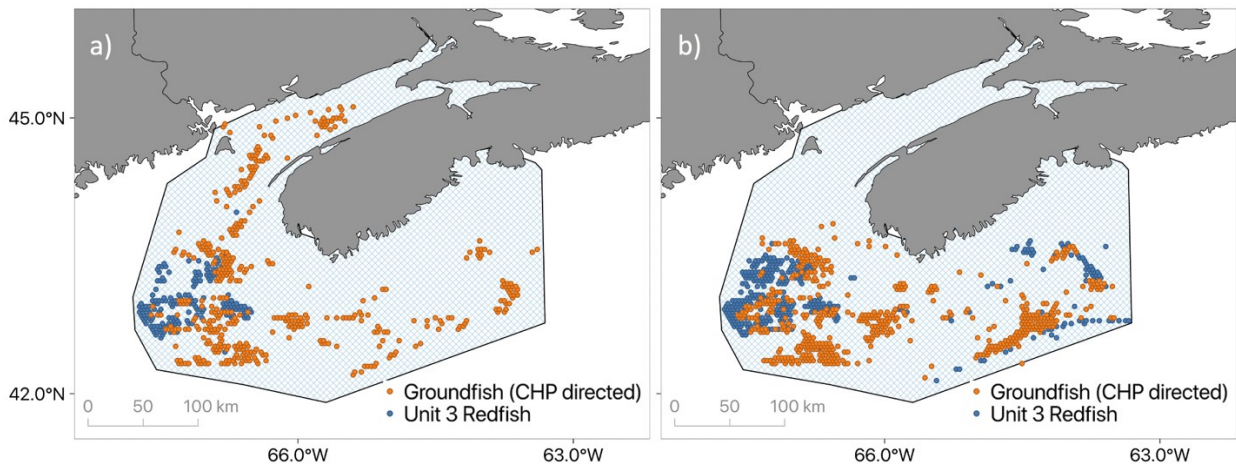 a)
b)
45.0°N
42.0°N
Groundfish (CHP directed)
Unit 3 Redfish
0 50 100 km
Groundfish (CHP directed)
Unit 3 Redfish
0 50 100 km
66.0°W 63.0°W 66.0°W 63.0°W